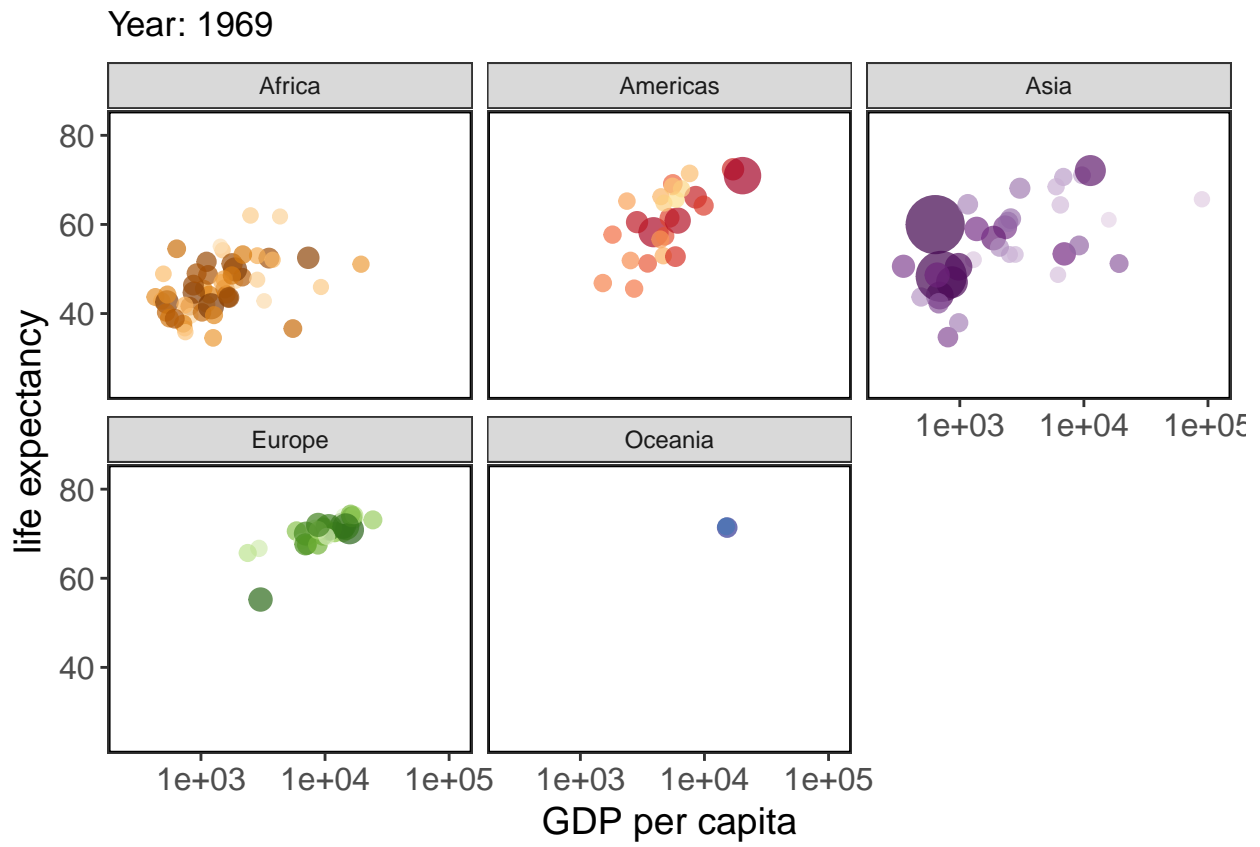 Year: 1969
Africa Americas Asia
80
60
40
1e+03 1e+04 1e+05
Europe Oceania
80
60
40
1e+03 1e+04 1e+05 1e+03 1e+04 1e+05
life expectancy
GDP per capita